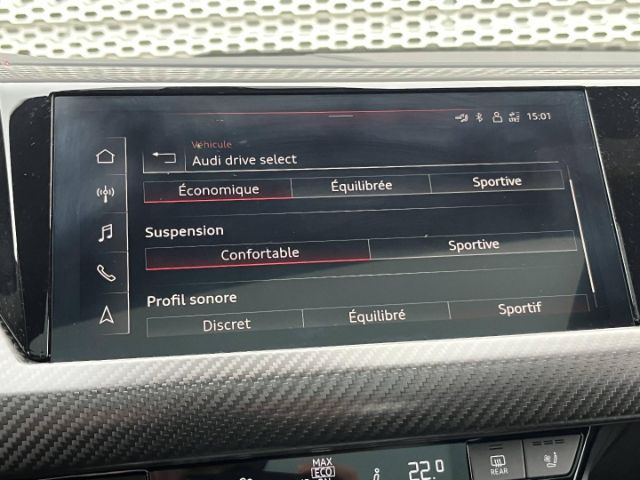 15:01
Véhicule
Audi drive select
Économique Équilibrée Sportive
Suspension
Confortable Sportive
Profil sonore
Discret Équilibré Sportif
MAX
ECO
22.0
REAR